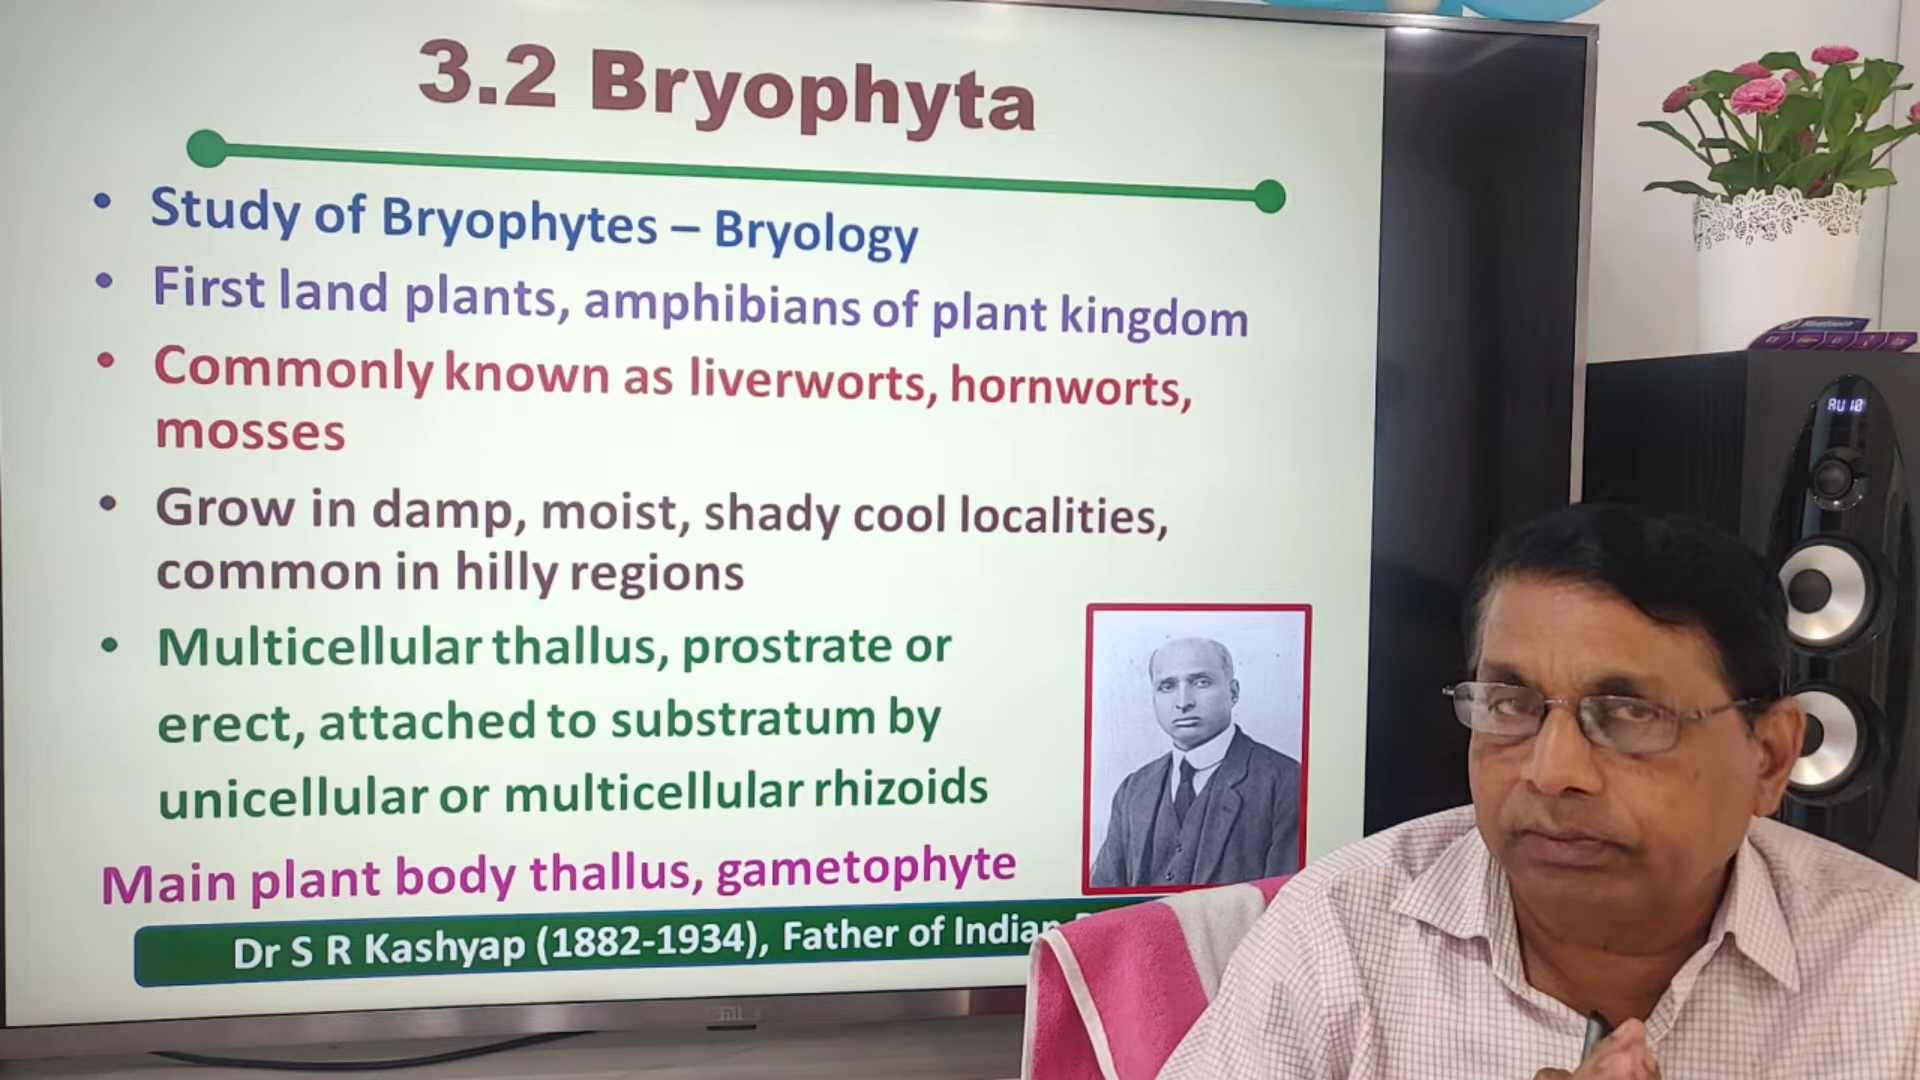 3.2 Bryophyta
• Study of Bryophytes – Bryology
• First land plants, amphibians of plant kingdom
• Commonly known as liverworts, hornworts,
mosses
• Grow in damp, moist, shady cool localities,
common in hilly regions
• Multicellular thallus, prostrate or
erect, attached to substratum by
unicellular or multicellular rhizoids
Main plant body thallus, gametophyte
Dr S R Kashyap (1882-1934), Father of Indian
mi